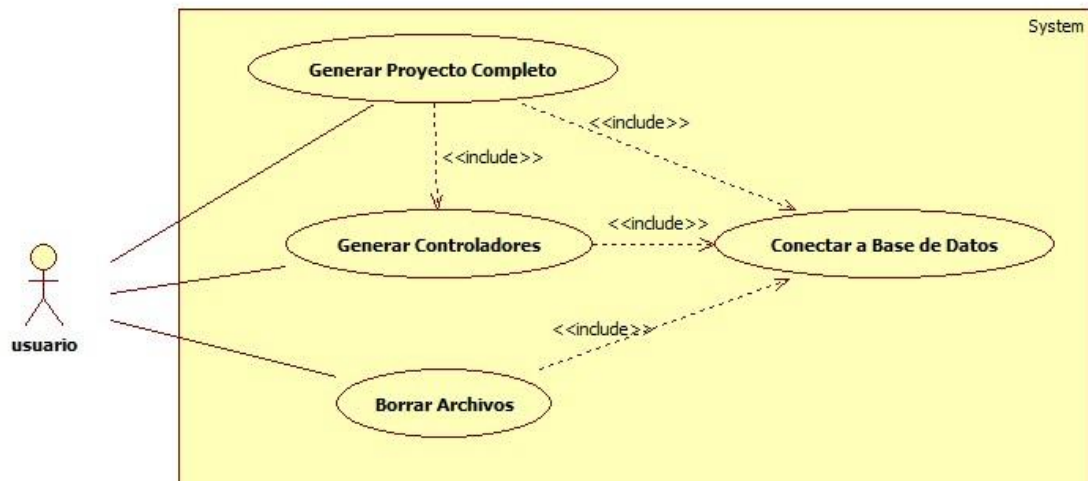 System
Generar Proyecto Completo
<<include>>
<<include>>
<<include>>
Generar Controladores
Conectar a Base de Datos
usuario
<<include>>
Borrar Archivos